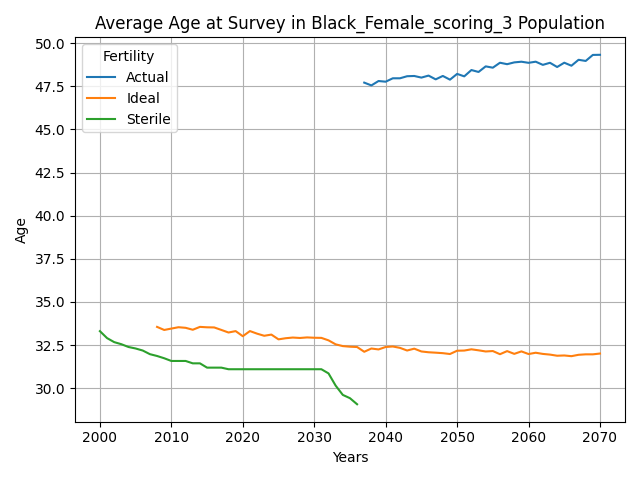 Average Age at Survey in Black_Female_scoring_3 Population
Fertility
Actual
Ideal
Sterile
Age
50.0
47.5
45.0
42.5
40.0
37.5
35.0
32.5
30.0
2000 2010 2020 2030 2040 2050 2060 2070
Years